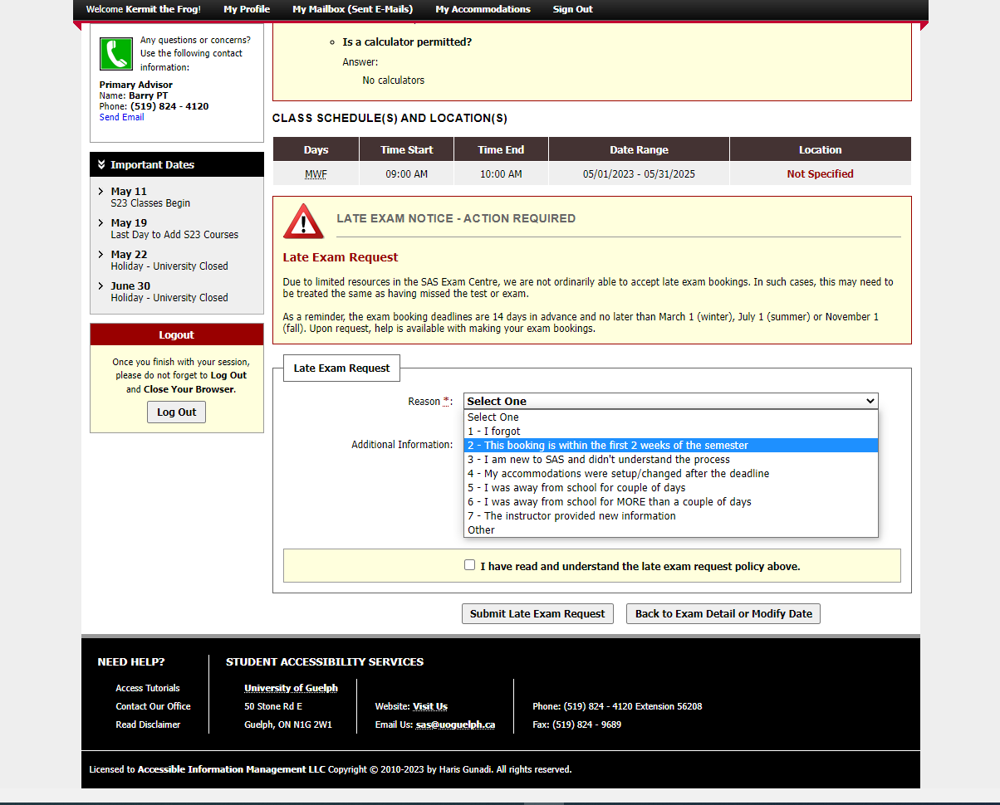 Welcome Kermit the Frog! My Profile My Mailbox (Sent E-Mails) My Accommodations Sign Out
Any questions or concerns?
Use the following contact
information:
Primary Advisor
Name: Barry PT
Phone: (519) 824 - 4120
Send Email
Important Dates
May 11
S23 Classes Begin
May 19
Last Day to Add S23 Courses
May 22
Holiday - University Closed
June 30
Holiday - University Closed
Logout
Once you finish with your session,
please do not forget to Log Out
and Close Your Browser.
Log Out
Is a calculator permitted?
Answer:
No calculators
CLASS SCHEDULE(S) AND LOCATION(S)
Days Time Start Time End Date Range Location
MWF 09:00 AM 10:00 AM 05/01/2023 - 05/31/2025 Not Specified
LATE EXAM NOTICE - ACTION REQUIRED
Late Exam Request
Due to limited resources in the SAS Exam Centre, we are not ordinarily able to accept late exam bookings. In such cases, this may need to
be treated the same as having missed the test or exam.
As a reminder, the exam booking deadlines are 14 days in advance and no later than March 1 (winter), July 1 (summer) or November 1
(fall). Upon request, help is available with making your exam bookings.
Late Exam Request
Reason *: Select One
Select One
1 - I forgot
Additional Information: 2 - This booking is within the first 2 weeks of the semester
3 - I am new to SAS and didn't understand the process
4 - My accommodations were setup/changed after the deadline
5 - I was away from school for couple of days
6 - I was away from school for MORE than a couple of days
7 - The instructor provided new information
Other
I have read and understand the late exam request policy above.
Submit Late Exam Request Back to Exam Detail or Modify Date
NEED HELP?
Access Tutorials
Contact Our Office
Read Disclaimer
STUDENT ACCESSIBILITY SERVICES
University of Guelph
50 Stone Rd E
Guelph, ON N1G 2W1
Website: Visit Us
Email Us: sas@uoguelph.ca
Phone: (519) 824 - 4120 Extension 56208
Fax: (519) 824 - 9689
Licensed to Accessible Information Management LLC Copyright © 2010-2023 by Haris Gunadi. All rights reserved.